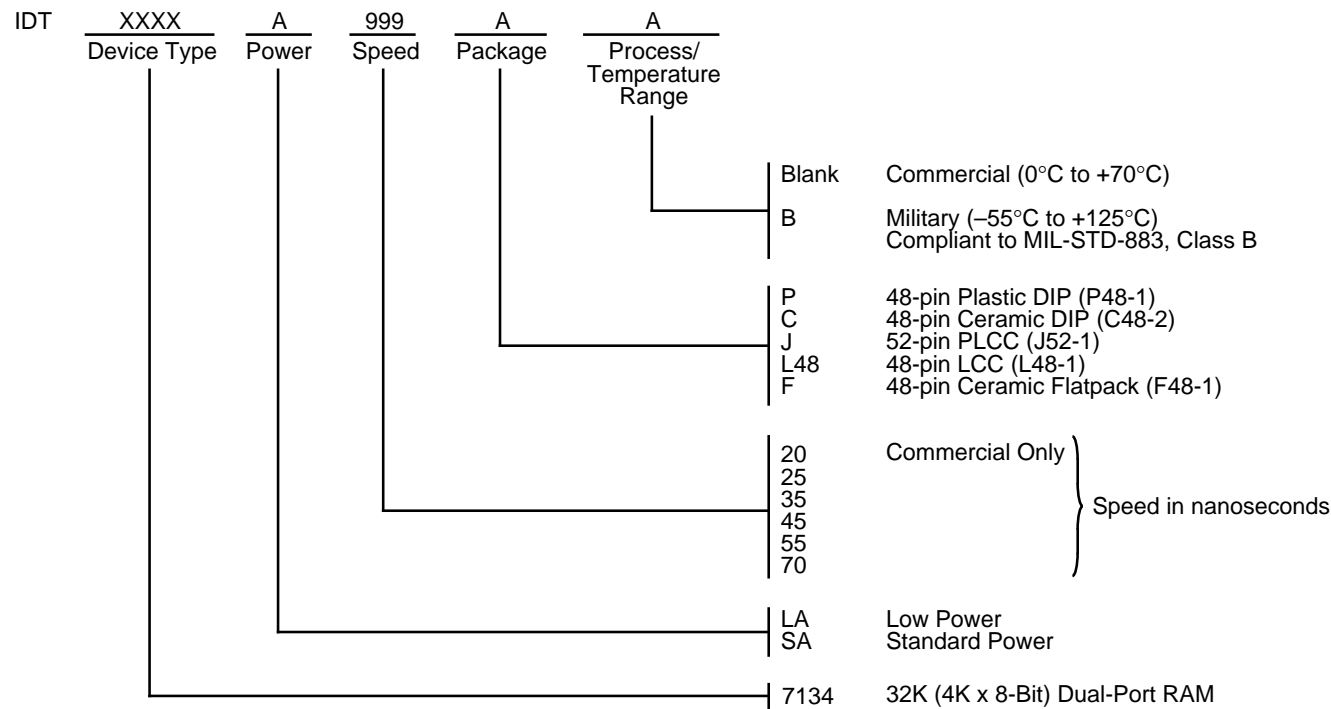 IDT XXXX A 999 A A
Device Type Power Speed Package Process/
Temperature
Range
Blank Commercial (0°C to +70°C)
B Military (–55°C to +125°C)
Compliant to MIL-STD-883, Class B
P 48-pin Plastic DIP (P48-1)
C 48-pin Ceramic DIP (C48-2)
J 52-pin PLCC (J52-1)
L48 48-pin LCC (L48-1)
F 48-pin Ceramic Flatpack (F48-1)
20 Commercial Only
25
35
45
55
70
Speed in nanoseconds
LA Low Power
SA Standard Power
7134 32K (4K x 8-Bit) Dual-Port RAM